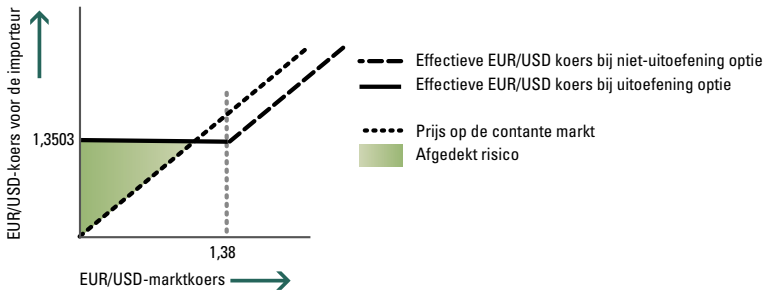 EUR/USD-koers voor de importeur
1,3503
1,38
EUR/USD-marktkoers
Effectieve EUR/USD koers bij niet-uitoefening optie
Effectieve EUR/USD koers bij uitoefening optie
Prijs op de contante markt
Afgedekt risico